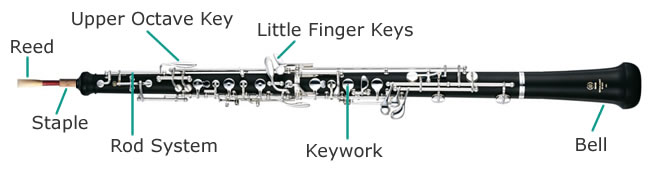 Upper Octave Key
Little Finger Keys
Reed
Staple
Rod System
Keywork
Bell